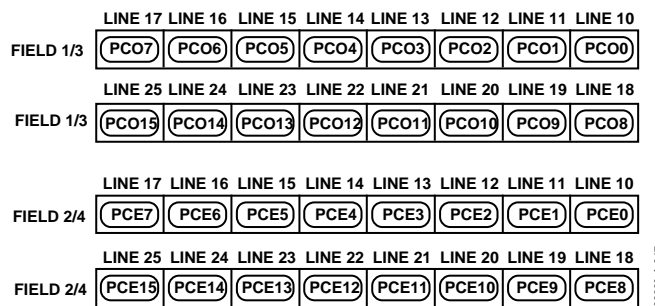 LINE 17 LINE 16 LINE 15 LINE 14 LINE 13 LINE 12 LINE 11 LINE 10
FIELD 1/3 PCO7 PCO6 PCO5 PCO4 PCO3 PCO2 PCO1 PCO0
LINE 25 LINE 24 LINE 23 LINE 22 LINE 21 LINE 20 LINE 19 LINE 18
FIELD 1/3 PCO15 PCO14 PCO13 PCO12 PCO11 PCO10 PCO9 PCO8
LINE 17 LINE 16 LINE 15 LINE 14 LINE 13 LINE 12 LINE 11 LINE 10
FIELD 2/4 PCE7 PCE6 PCE5 PCE4 PCE3 PCE2 PCE1 PCE0
LINE 25 LINE 24 LINE 23 LINE 22 LINE 21 LINE 20 LINE 19 LINE 18
FIELD 2/4 PCE15 PCE14 PCE13 PCE12 PCE11 PCE10 PCE9 PCE8